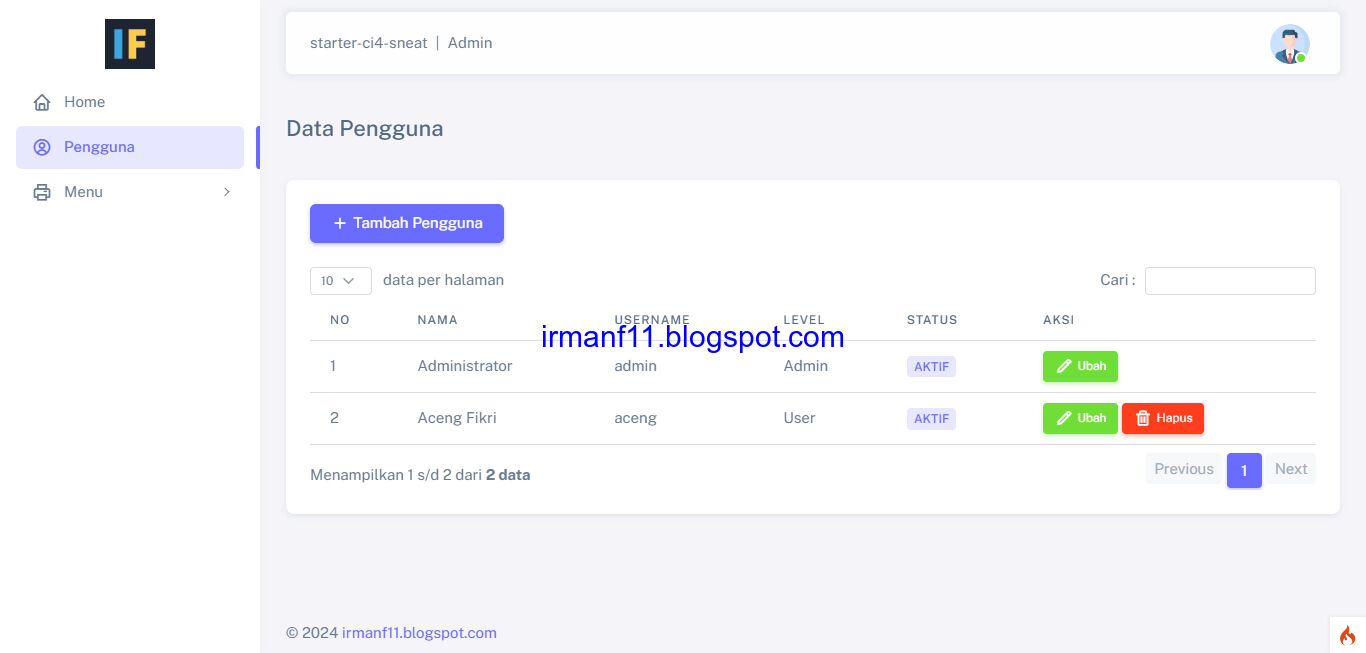 IF
starter-ci4-sneat | Admin
Home
Pengguna
Menu
Data Pengguna
+ Tambah Pengguna
10 data per halaman Cari :
NO NAMA USERNAME LEVEL STATUS AKSI
irmanf11.blogspot.com
1 Administrator admin Admin AKTIF Ubah
2 Aceng Fikri aceng User AKTIF Ubah Hapus
Menampilkan 1 s/d 2 dari 2 data Previous 1 Next
© 2024 irmanf11.blogspot.com